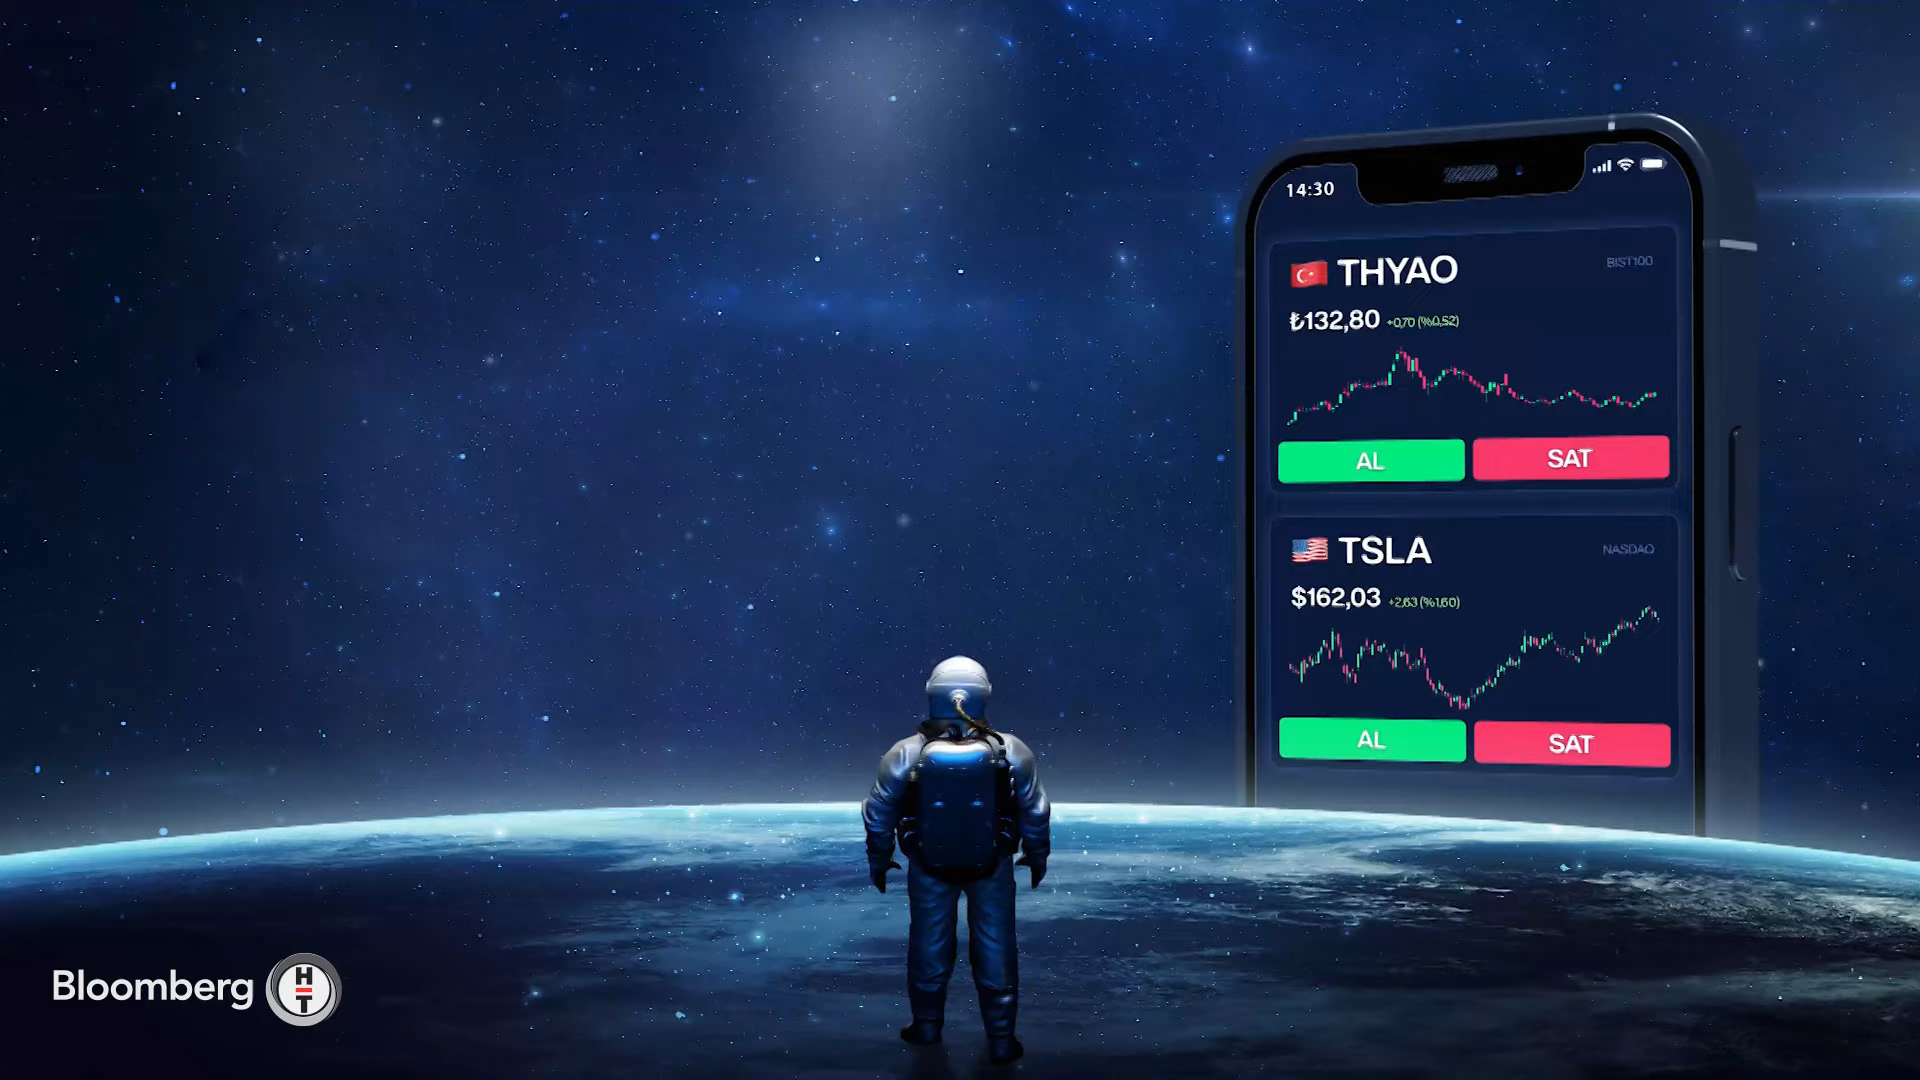 14:30
THYAO
BIST100
₺132,80 +0,70 (%0,52)
AL
SAT
TSLA
NASDAQ
$162,03 +2,63 (%1,60)
AL
SAT
Bloomberg HT